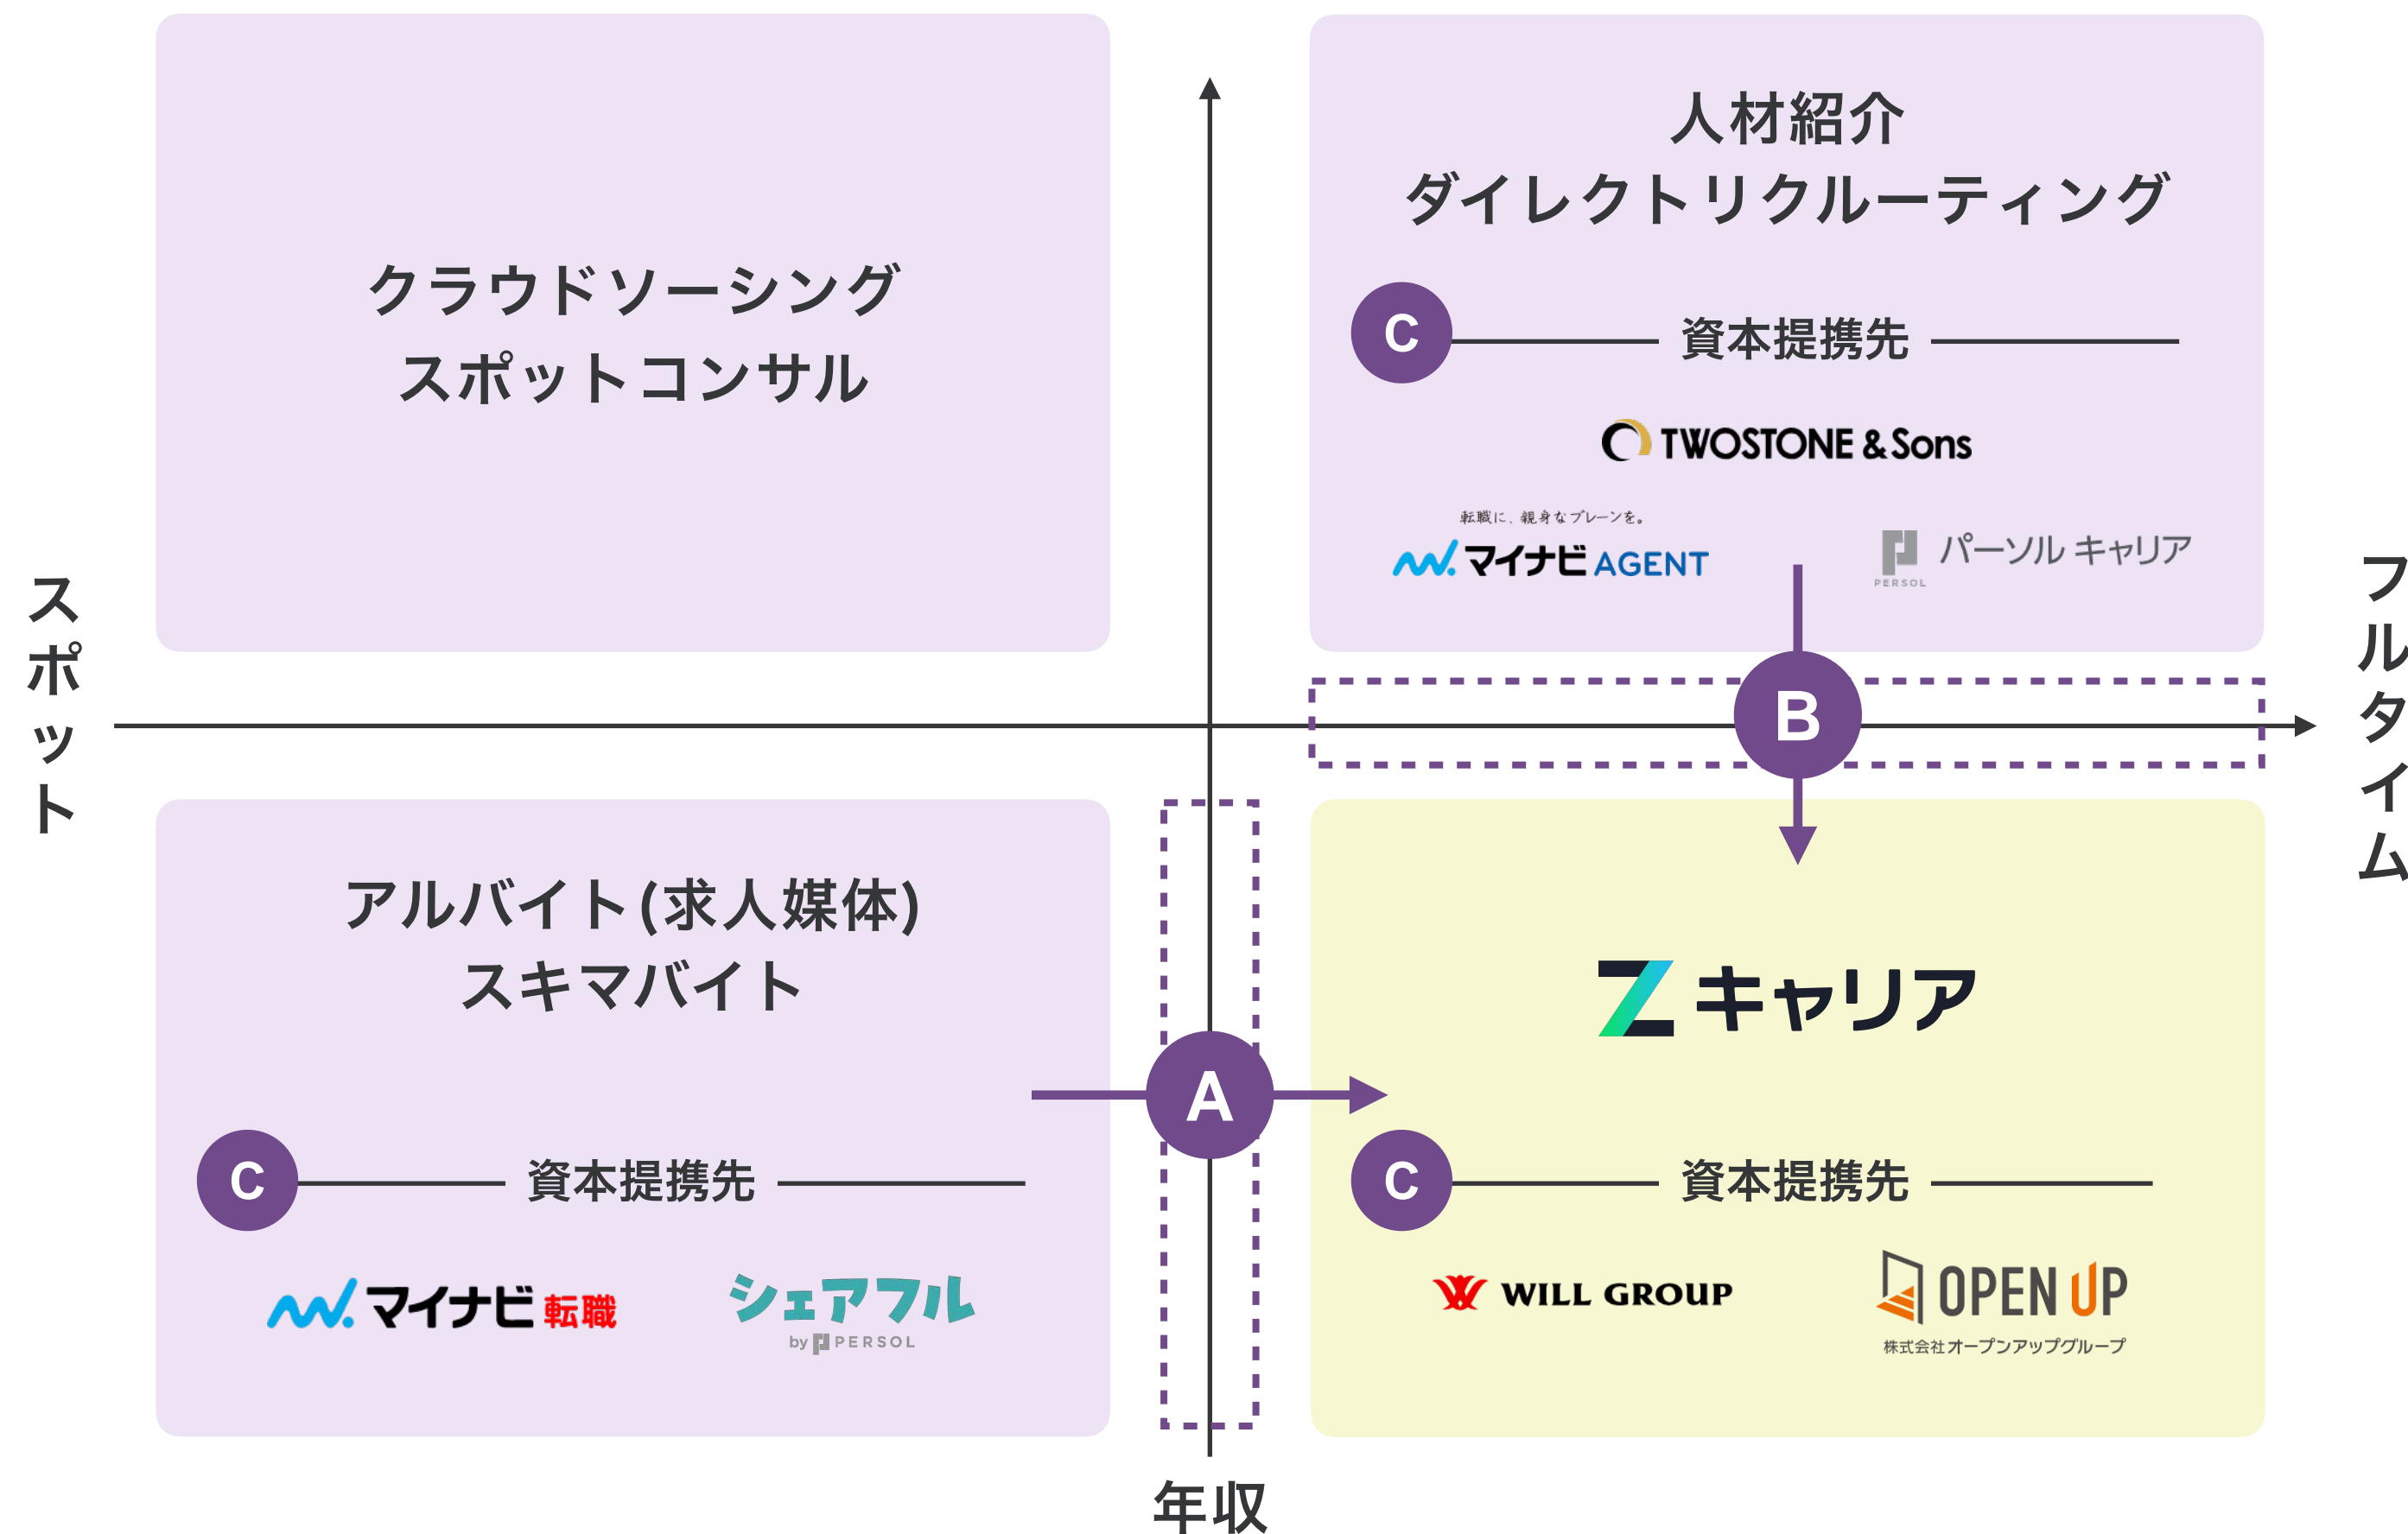 クラウドソーシング
スポットコンサル
人材紹介
ダイレクトリクルーティング
C
資本提携先
TWOSTONE & Sons
転職に、親身なブレーンを。
マイナビ AGENT
PERSOL
パーソル キャリア
スポット
フルタイム
B
アルバイト(求人媒体)
スキマバイト
A
C
資本提携先
マイナビ 転職
シェアフル
by PERSOL
Zキャリア
C
資本提携先
WILL GROUP
OPEN UP
株式会社オープンアップグループ
年収